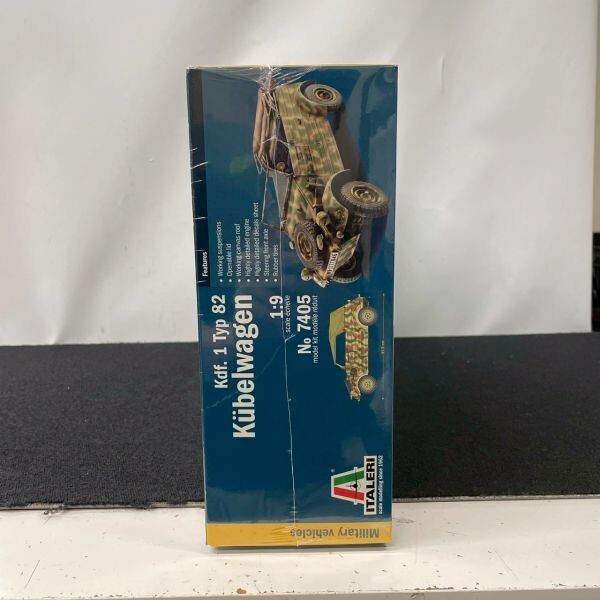 Military vehicles
ITALERI
scale modelling since 1962
Kdf. 1 Typ 82
Kübelwagen
1:9
scale échelle
No 7405
model kit modèle réduit
Features
• Working suspensions
• Openable lid
• Working canvas roof
• Highly detailed engine
• Highly detailed decals sheet
• Steering front axle
• Rubber tires